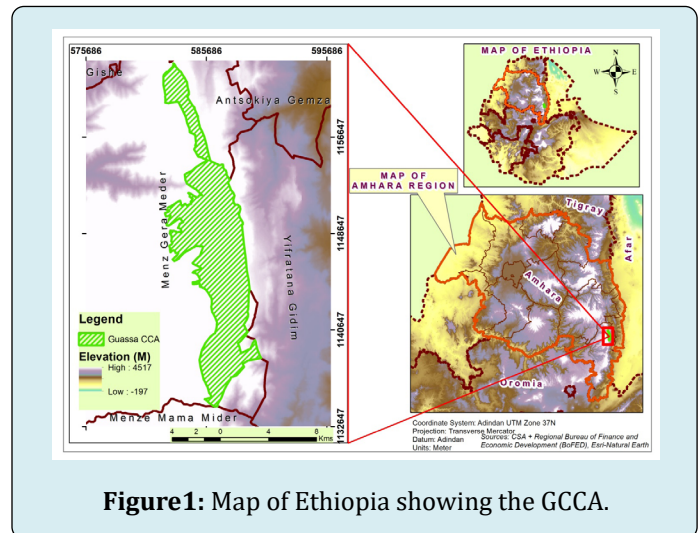 575686 585686 595686
Gishe
Antsokiya Gemza
1156647
Menz Gera Meder
1148647
Yifratana Gidim
1140647
Legend
Guassa CCA
Elevation (M)
High : 4517
Low : -197
Menze Mama Mider
1132647
4 2 0 4 8
Kms
MAP OF ETHIOPIA
N
W E
S
MAP OF
AMHARA REGION
Tigray
Afar
Amhara
Oromia
Coordinate System: Adindan UTM Zone 37N
Projection: Transverse Mercator
Datum: Adindan
Units: Meter
Sources: CSA + Regional Bureau of Finance and
Economic Development (BoFED), Esri-Natural Earth
Figure1: Map of Ethiopia showing the GCCA.